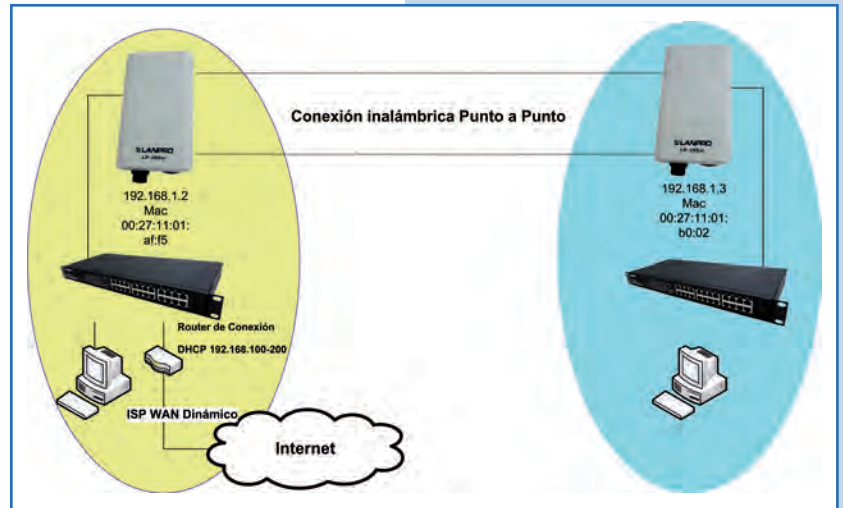 Conexión inalámbrica Punto a Punto
LANPRO
LANPRO
192.168.1.2
Mac
00:27:11:01:
af:f5
192.168.1.3
Mac
00:27:11:01:
b0:02
Router de Conexión
DHCP 192.168.100-200
ISP WAN Dinámico
Internet